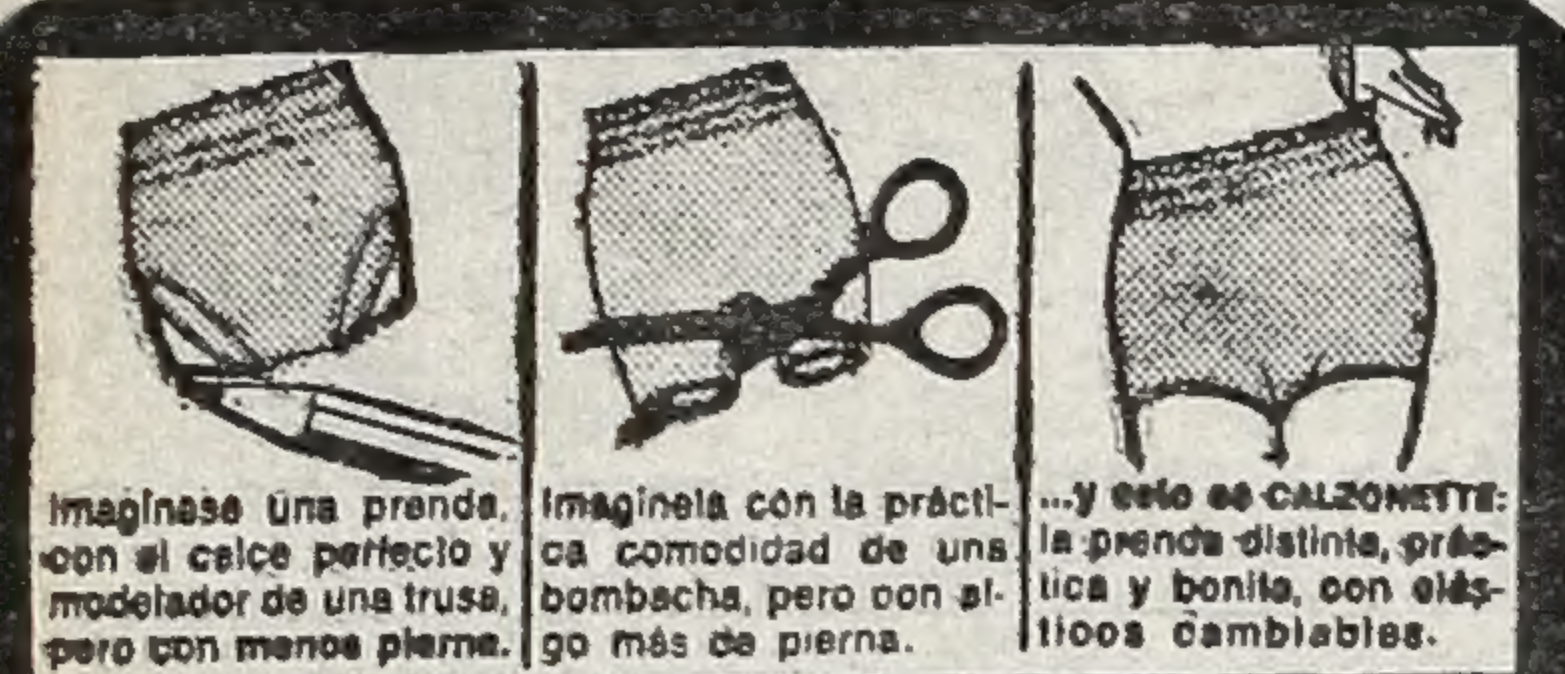 Imagínase una prenda,
con el calce perfecto y
modelador de una trusa,
pero con menos pierna.
Imagínela con la prácti-
ca comodidad de una
bombacha, pero con al-
go más de pierna.
...y esto es CALZONETTE:
la prenda distinta, prác-
tica y bonita, con elás-
ticos cambiables.